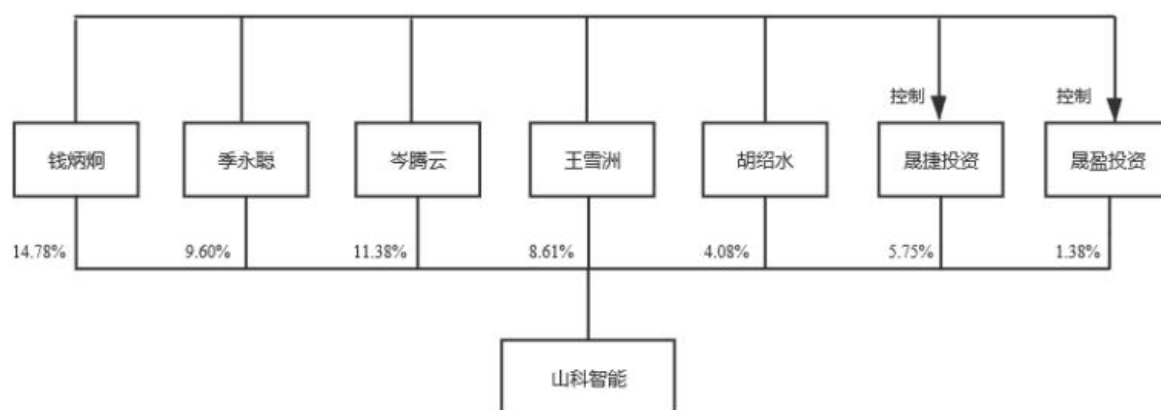 控制
控制
钱炳炯
季永聪
岑腾云
王雪洲
胡绍水
晟捷投资
晟盈投资
14.78%
9.60%
11.38%
8.61%
4.08%
5.75%
1.38%
山科智能